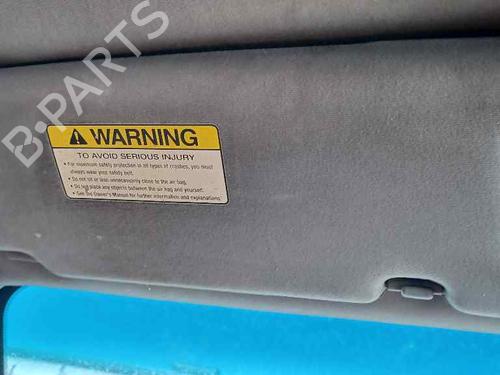 B-PARTS
WARNING
TO AVOID SERIOUS INJURY
• For maximum safety protection in all types of crashes, you must
always wear your safety belt.
• Do not sit or lean unnecessarily close to the air bag.
• Do not place any objects between the air bag and yourself.
• See the Owner's Manual for further information and explanations.